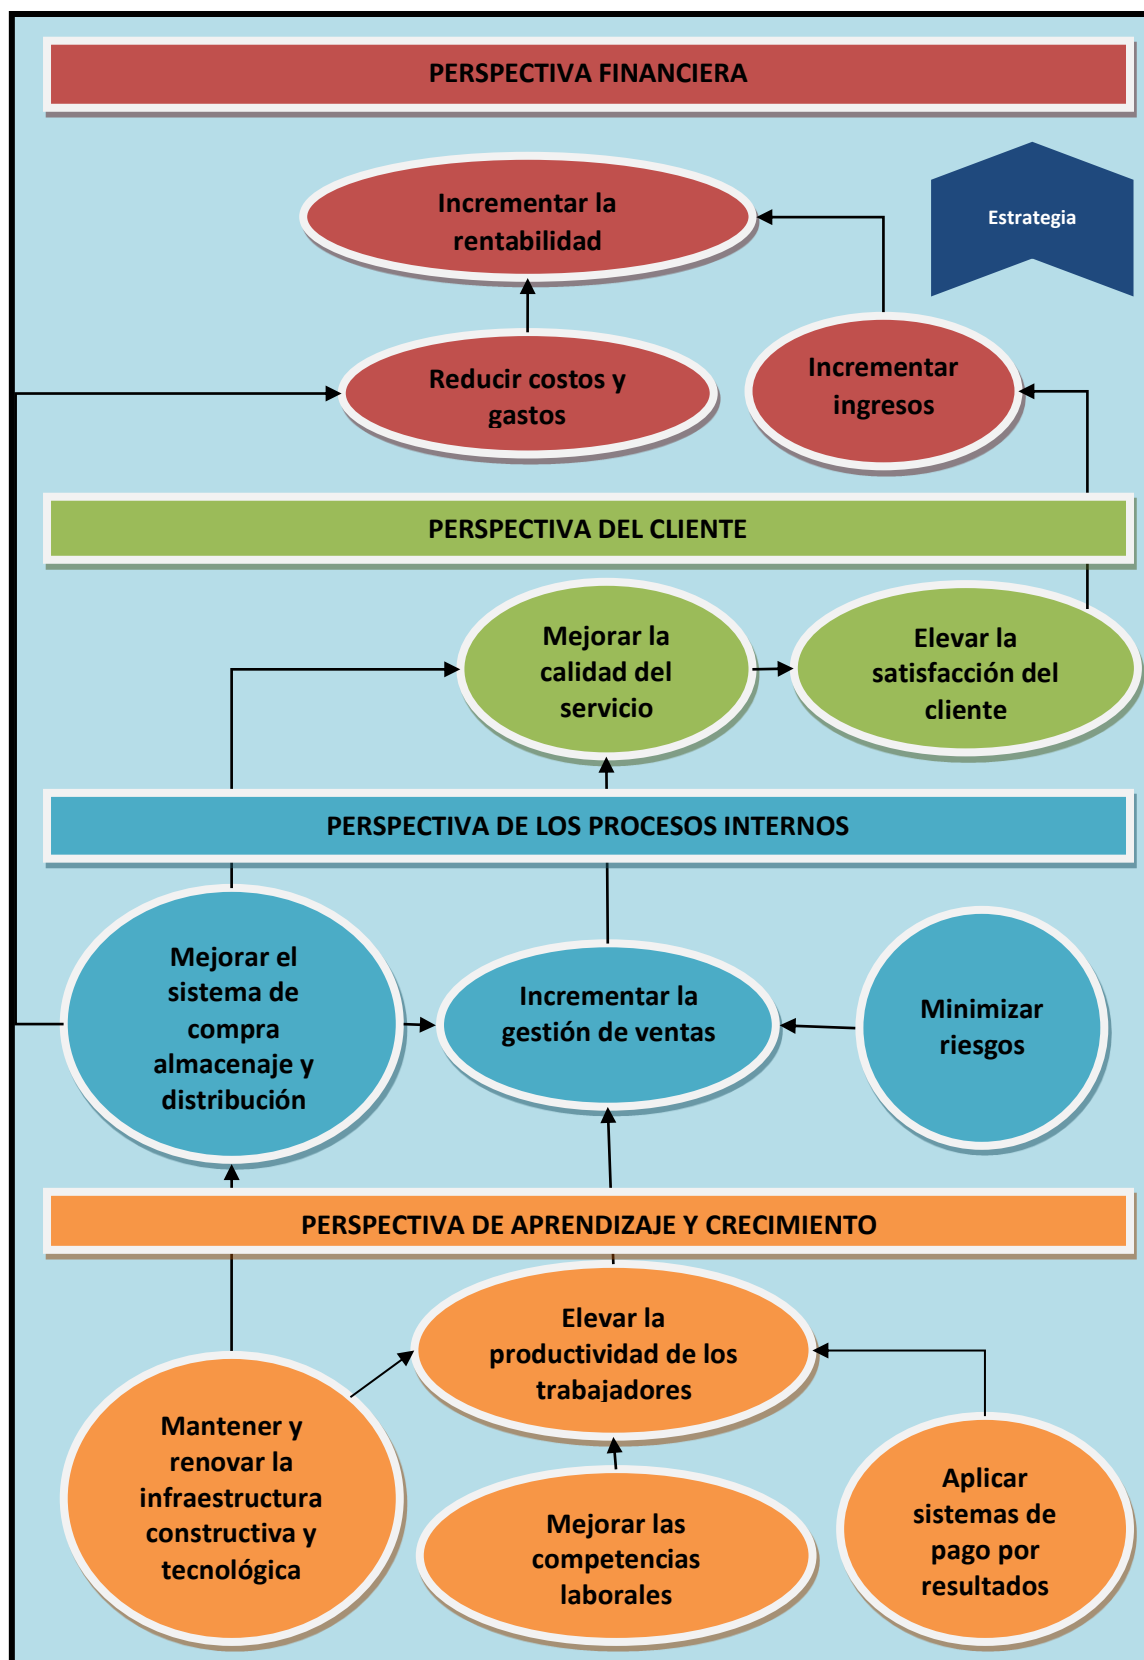 PERSPECTIVA FINANCIERA
Incrementar la
rentabilidad
Estrategia
Reducir costos y
gastos
Incrementar
ingresos
PERSPECTIVA DEL CLIENTE
Mejorar la
calidad del
servicio
Elevar la
satisfacción del
cliente
PERSPECTIVA DE LOS PROCESOS INTERNOS
Mejorar el
sistema de
compra
almacenaje y
distribución
Incrementar la
gestión de ventas
Minimizar
riesgos
PERSPECTIVA DE APRENDIZAJE Y CRECIMIENTO
Elevar la
productividad de los
trabajadores
Mantener y
renovar la
infraestructura
constructiva y
tecnológica
Mejorar las
competencias
laborales
Aplicar
sistemas de
pago por
resultados